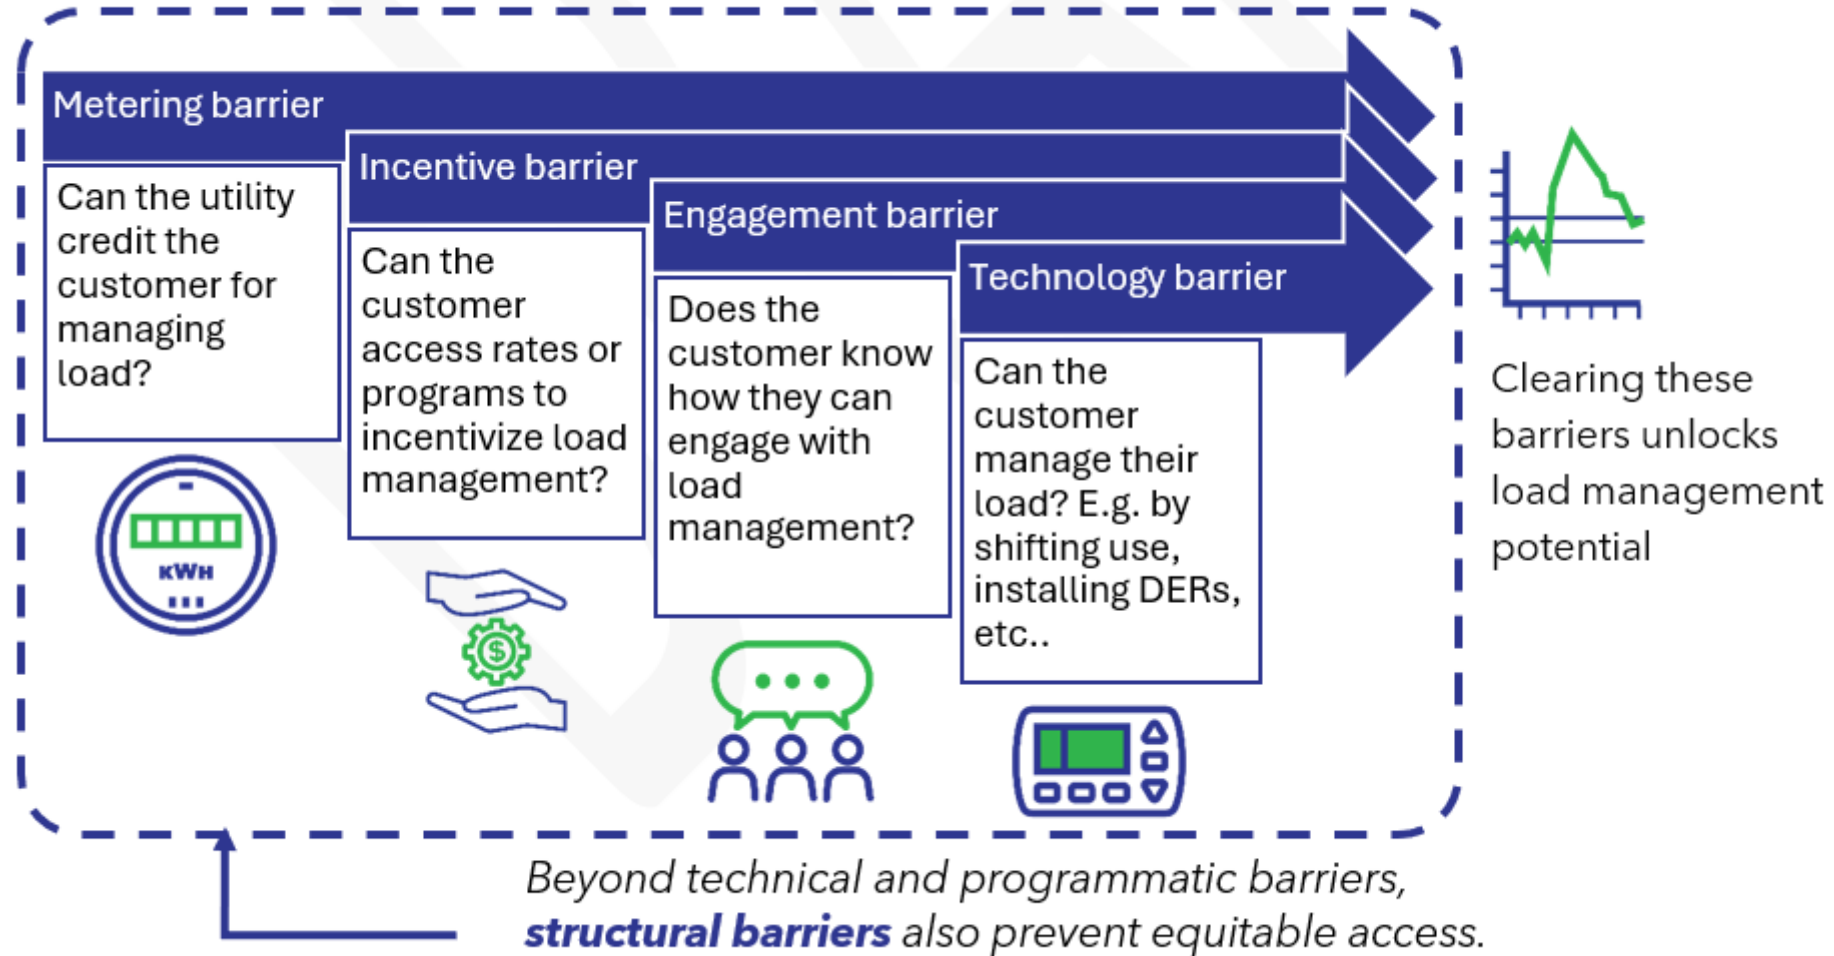 Metering barrier
Can the utility
credit the
customer for
managing
load?
KWH
Incentive barrier
Can the
customer
access rates or
programs to
incentivize load
management?
$
Engagement barrier
Does the
customer know
how they can
engage with
load
management?
Technology barrier
Can the
customer
manage their
load? E.g. by
shifting use,
installing DERs,
etc..
Clearing these
barriers unlocks
load management
potential
Beyond technical and programmatic barriers,
structural barriers also prevent equitable access.